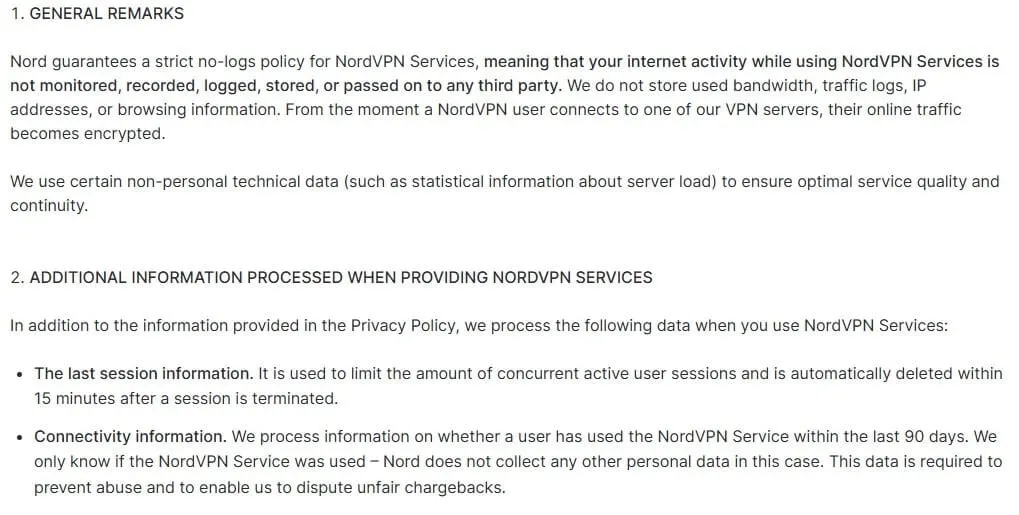 1. GENERAL REMARKS
Nord guarantees a strict no-logs policy for NordVPN Services, meaning that your internet activity while using NordVPN Services is
not monitored, recorded, logged, stored, or passed on to any third party. We do not store used bandwidth, traffic logs, IP
addresses, or browsing information. From the moment a NordVPN user connects to one of our VPN servers, their online traffic
becomes encrypted.
We use certain non-personal technical data (such as statistical information about server load) to ensure optimal service quality and
continuity.
2. ADDITIONAL INFORMATION PROCESSED WHEN PROVIDING NORDVPN SERVICES
In addition to the information provided in the Privacy Policy, we process the following data when you use NordVPN Services:
• The last session information. It is used to limit the amount of concurrent active user sessions and is automatically deleted within
15 minutes after a session is terminated.
• Connectivity information. We process information on whether a user has used the NordVPN Service within the last 90 days. We
only know if the NordVPN Service was used – Nord does not collect any other personal data in this case. This data is required to
prevent abuse and to enable us to dispute unfair chargebacks.